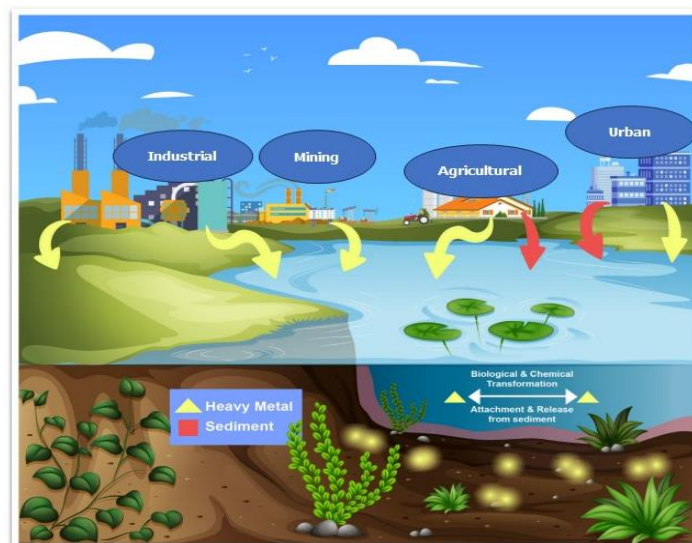 Urban
Industrial
Mining
Agricultural
Biological & Chemical
Transformation
Attachment & Release
from sediment
Heavy Metal
Sediment